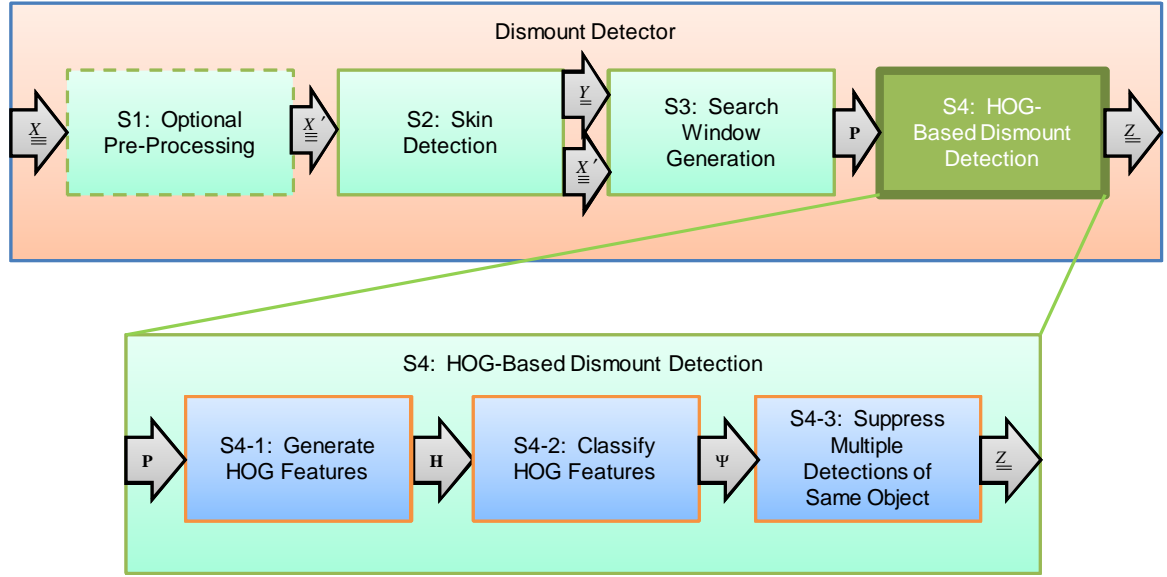 Dismount Detector
X
S1: Optional
Pre-Processing
X′
S2: Skin
Detection
Y
X′
S3: Search
Window
Generation
P
S4: HOG-
Based Dismount
Detection
Z
S4: HOG-Based Dismount Detection
P
S4-1: Generate
HOG Features
H
S4-2: Classify
HOG Features
Ψ
S4-3: Suppress
Multiple
Detections of
Same Object
Z